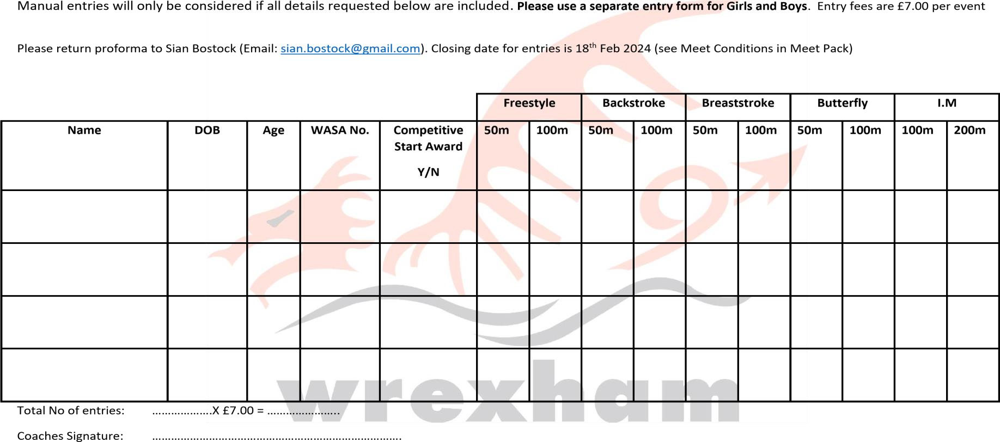 Manual entries will only be considered if all details requested below are included. Please use a separate entry form for Girls and Boys. Entry fees are £7.00 per event
Please return proforma to Sian Bostock (Email: sian.bostock@gmail.com). Closing date for entries is 18th Feb 2024 (see Meet Conditions in Meet Pack)
Freestyle Backstroke Breaststroke Butterfly I.M
Name DOB Age WASA No. Competitive 50m 100m 50m 100m 50m 100m 50m 100m 100m 200m
Start Award
Y/N
wrexham
Total No of entries: ……………….X £7.00 = …………………..
Coaches Signature: …………………………………………………………………….